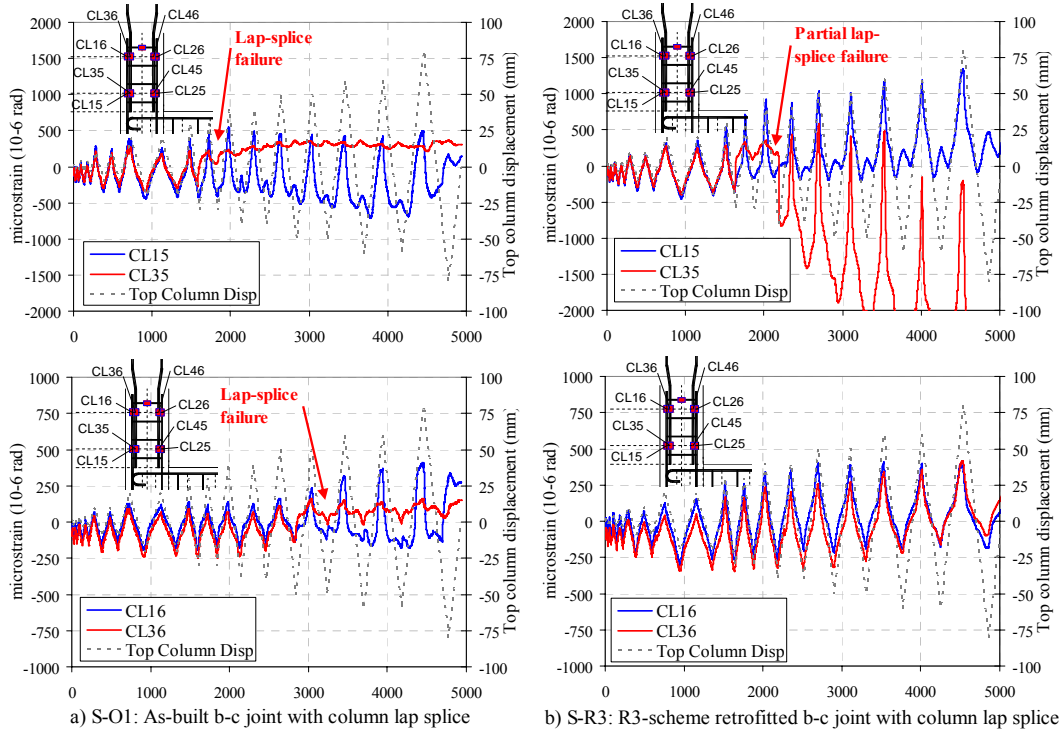 2000
1500
1000
500
0
-500
-1000
-1500
-2000
microstrain (10-6 rad)
CL36
CL46
CL16
CL26
CL35
CL45
CL15
CL25
Lap-splice
failure
CL15
CL35
Top Column Disp
0
1000
2000
3000
4000
5000
100
75
50
25
0
-25
-50
-75
-100
Top column displacement (mm)
2000
1500
1000
500
0
-500
-1000
-1500
-2000
microstrain (10-6 rad)
CL36
CL46
CL16
CL26
CL35
CL45
CL15
CL25
Partial lap-
splice failure
CL15
CL35
Top Column Disp
0
1000
2000
3000
4000
5000
100
75
50
25
0
-25
-50
-75
-100
Top column displacement (mm)
1000
750
500
250
0
-250
-500
-750
-1000
microstrain (10-6 rad)
CL36
CL46
CL16
CL26
CL35
CL45
CL15
CL25
Lap-splice
failure
CL16
CL36
Top Column Disp
0
1000
2000
3000
4000
5000
100
75
50
25
0
-25
-50
-75
-100
Top column displacement (mm)
1000
750
500
250
0
-250
-500
-750
-1000
microstrain (10-6 rad)
CL36
CL46
CL16
CL26
CL35
CL45
CL15
CL25
CL16
CL36
Top Column Disp
0
1000
2000
3000
4000
5000
100
75
50
25
0
-25
-50
-75
-100
Top column displacement (mm)
a) S-O1: As-built b-c joint with column lap splice
b) S-R3: R3-scheme retrofitted b-c joint with column lap splice